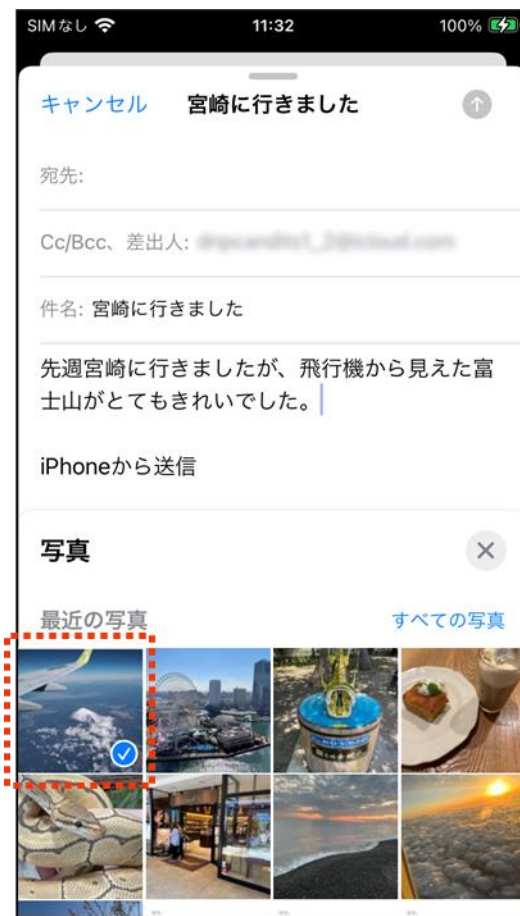 SIMなし 11:32 100%
キャンセル 宮崎に行きました
宛先:
Cc/Bcc、差出人:
件名: 宮崎に行きました
先週宮崎に行きましたが、飛行機から見えた富
士山がとてもきれいでした。
iPhoneから送信
写真
最近の写真 すべての写真